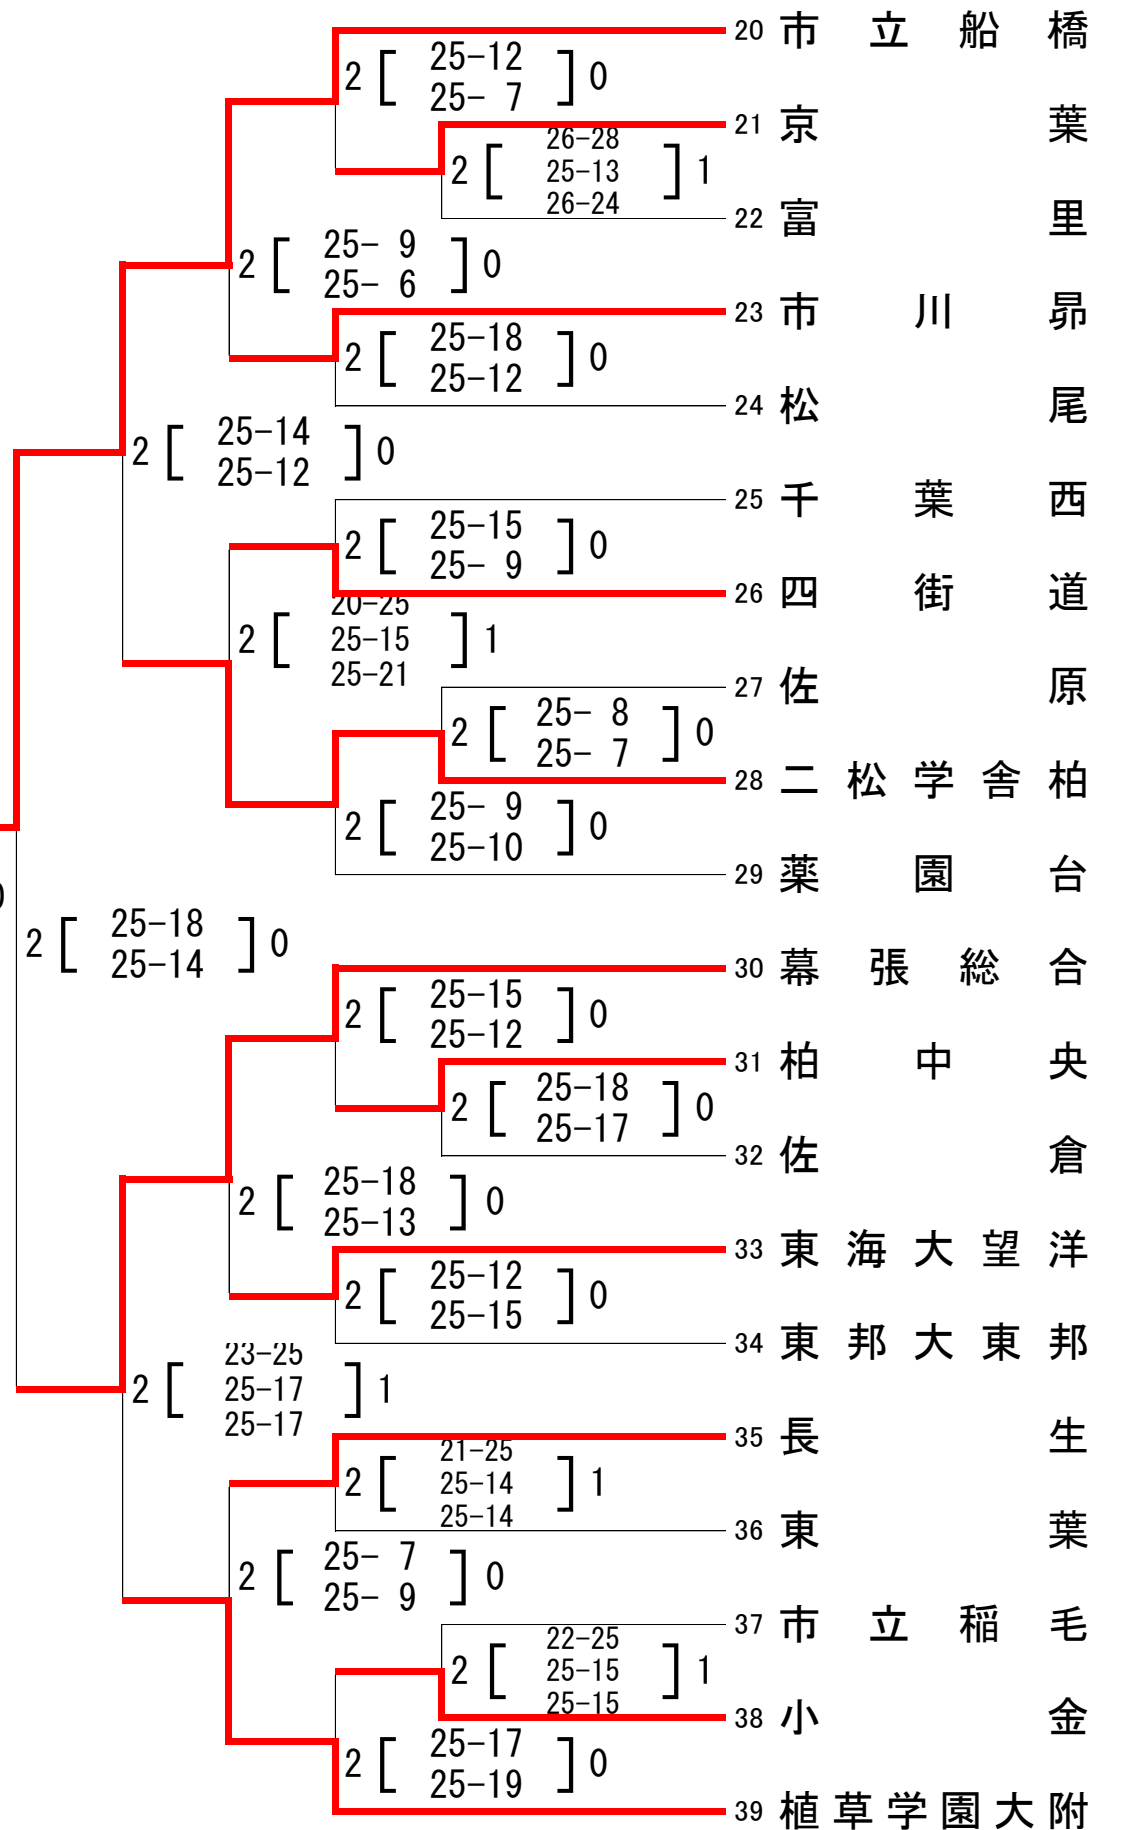 20 市立船橋
2 [ 25-12 ] 0
25- 7
21 京葉
26-28
2 [ 25-13 ] 1
26-24
22 富里
2 [ 25- 9 ] 0
25- 6
23 市川昴
2 [ 25-18 ] 0
25-12
24 松尾
2 [ 25-14 ] 0
25-12
25 千葉西
2 [ 25-15 ] 0
25- 9
26 四街道
20-25
2 [ 25-15 ] 1
25-21
27 佐原
2 [ 25- 8 ] 0
25- 7
28 二松学舎柏
2 [ 25- 9 ] 0
25-10
29 薬園台
2 [ 25-18 ] 0
25-14
30 幕張総合
2 [ 25-15 ] 0
25-12
31 柏中央
2 [ 25-18 ] 0
25-17
32 佐倉
2 [ 25-18 ] 0
25-13
33 東海大望洋
2 [ 25-12 ] 0
25-15
34 東邦大東邦
23-25
2 [ 25-17 ] 1
25-17
35 長生
21-25
2 [ 25-14 ] 1
25-14
36 東葉
2 [ 25- 7 ] 0
25- 9
37 市立稲毛
22-25
2 [ 25-15 ] 1
25-15
38 小金
2 [ 25-17 ] 0
25-19
39 植草学園大附